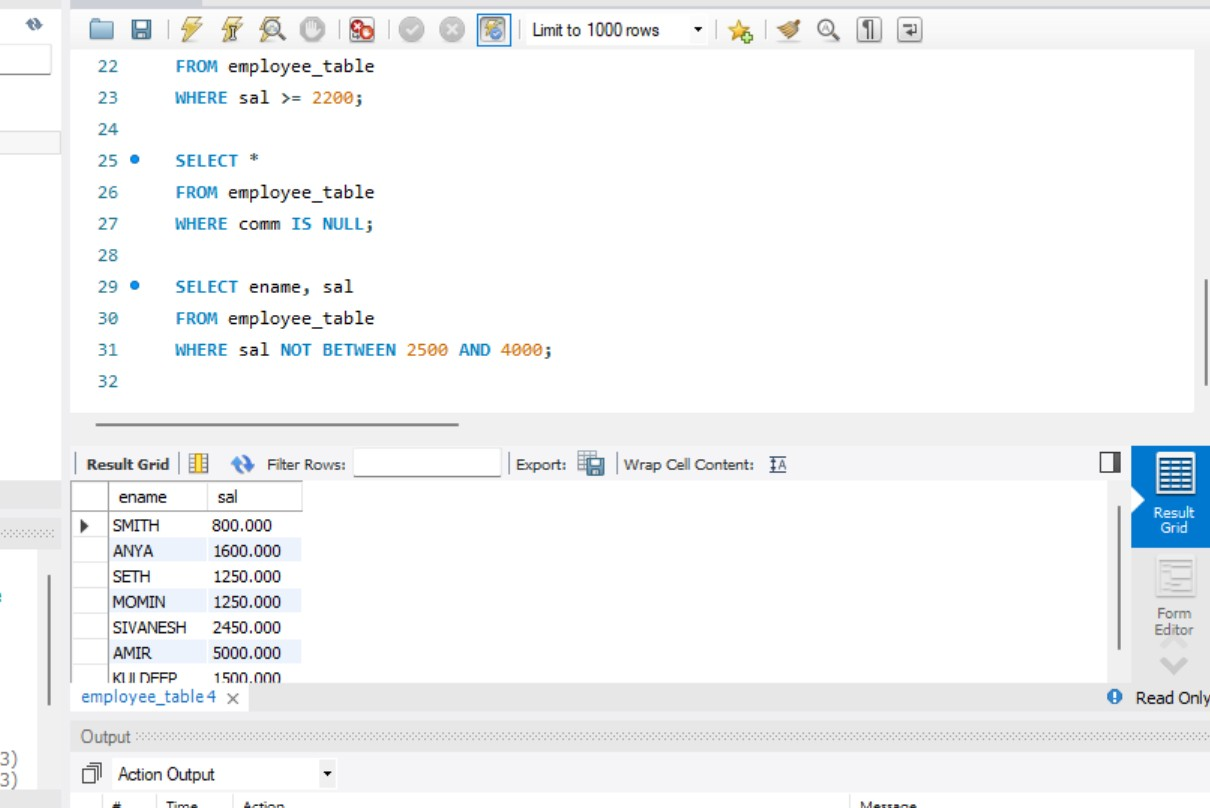 Limit to 1000 rows
22 FROM employee_table
23 WHERE sal >= 2200;
24
25 SELECT *
26 FROM employee_table
27 WHERE comm IS NULL;
28
29 SELECT ename, sal
30 FROM employee_table
31 WHERE sal NOT BETWEEN 2500 AND 4000;
32
Result Grid Filter Rows: Export: Wrap Cell Content:
ename sal
SMITH 800.000
ANYA 1600.000
SETH 1250.000
MOMIN 1250.000
SIVANESH 2450.000
AMIR 5000.000
KULDEEP 1500.000
Result
Grid
Form
Editor
employee_table4 Read Only
Output
3)
3)
Action Output
# Time Action Message